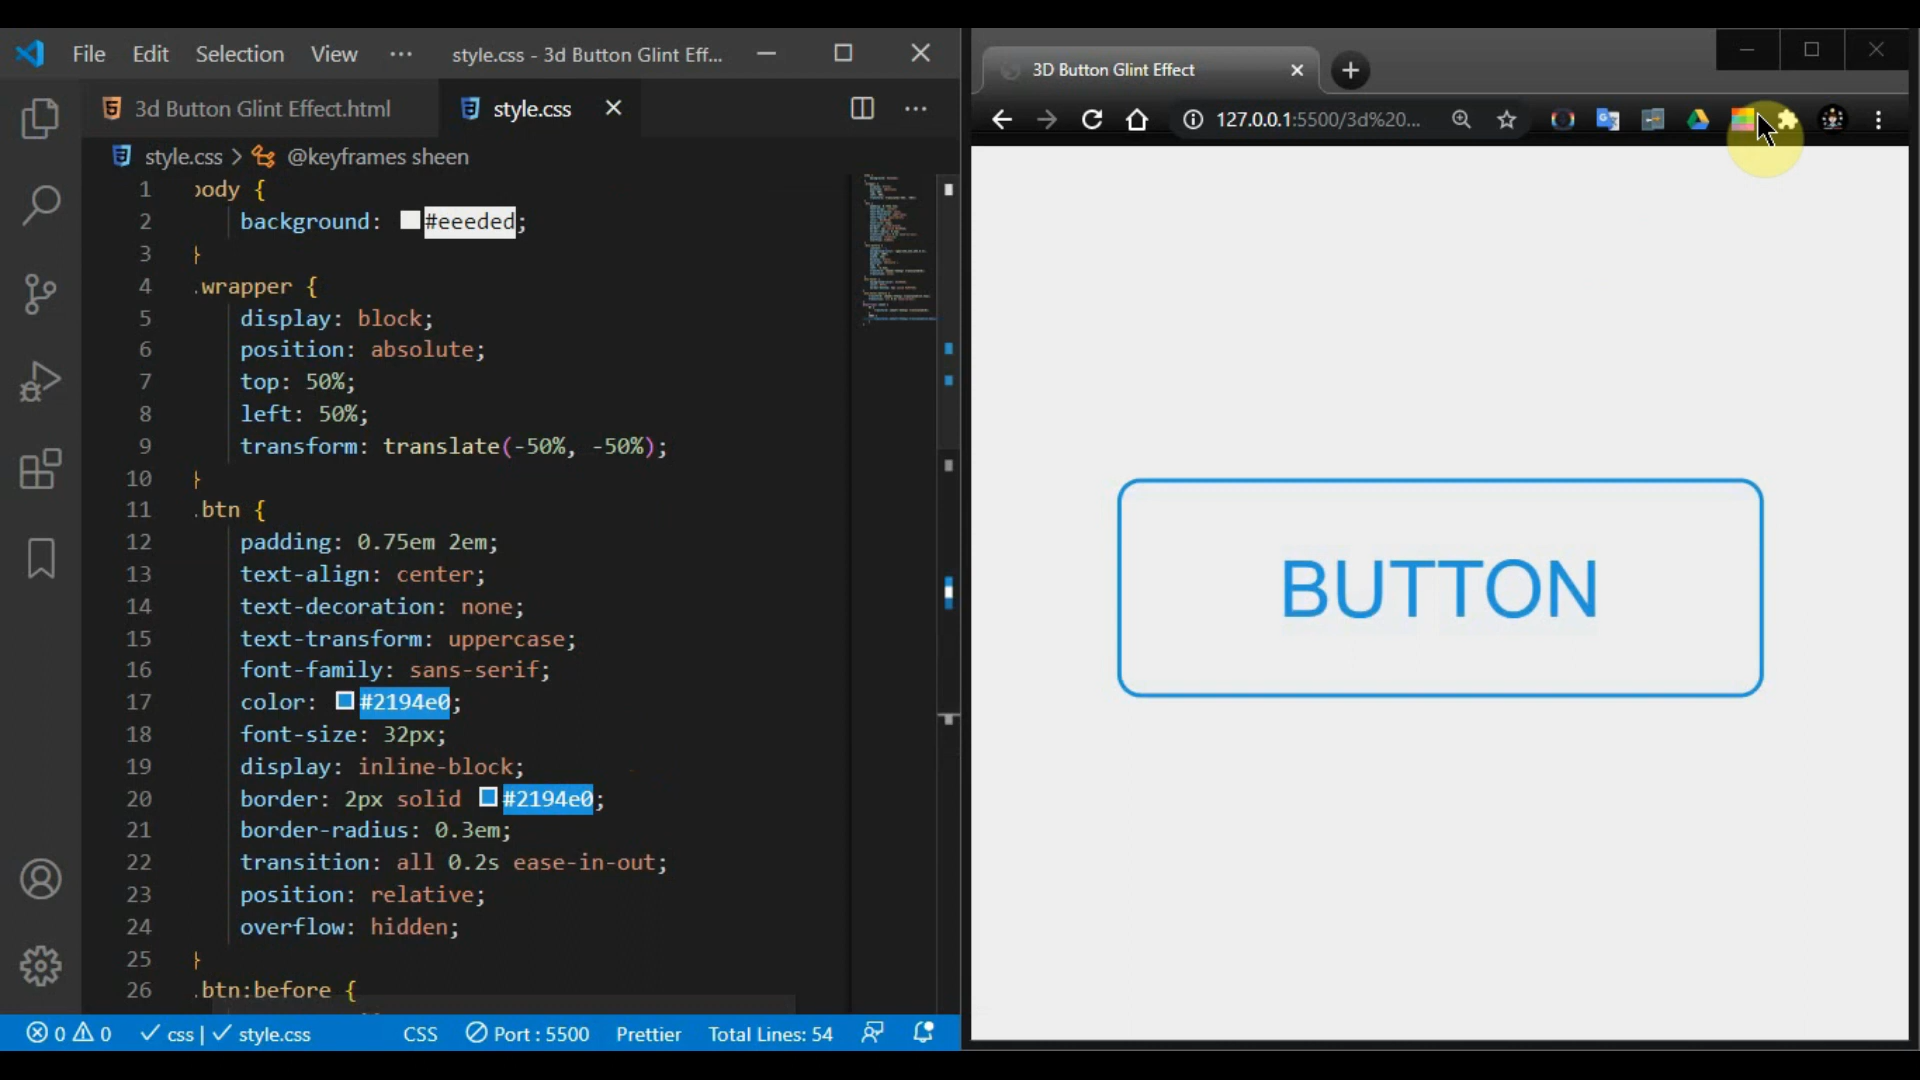 File Edit Selection View ··· style.css - 3d Button Glint Eff...
3d Button Glint Effect.html style.css
style.css > @keyframes sheen
1 body {
2 background: #eeeded;
3 }
4 .wrapper {
5 display: block;
6 position: absolute;
7 top: 50%;
8 left: 50%;
9 transform: translate(-50%, -50%);
10 }
11 .btn {
12 padding: 0.75em 2em;
13 text-align: center;
14 text-decoration: none;
15 text-transform: uppercase;
16 font-family: sans-serif;
17 color: #2194e0;
18 font-size: 32px;
19 display: inline-block;
20 border: 2px solid #2194e0;
21 border-radius: 0.3em;
22 transition: all 0.2s ease-in-out;
23 position: relative;
24 overflow: hidden;
25 }
26 .btn:before {
0 0 css | style.css CSS Port : 5500 Prettier Total Lines: 54
3D Button Glint Effect
127.0.0.1:5500/3d%20...
BUTTON